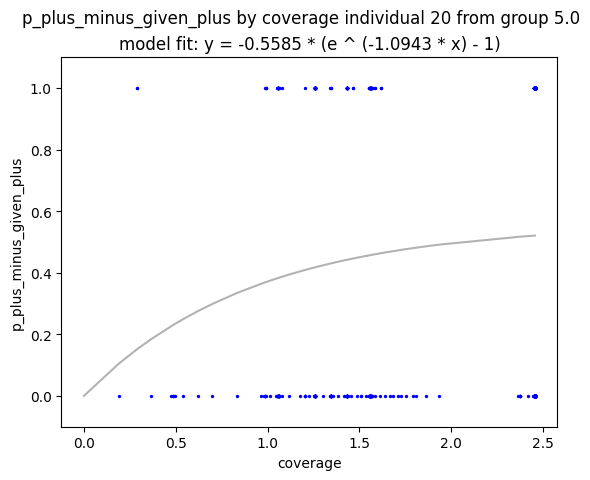 p_plus_minus_given_plus by coverage individual 20 from group 5.0
model fit: y = -0.5585 * (e ^ (-1.0943 * x) - 1)
p_plus_minus_given_plus
1.0
0.8
0.6
0.4
0.2
0.0
0.0 0.5 1.0 1.5 2.0 2.5
coverage